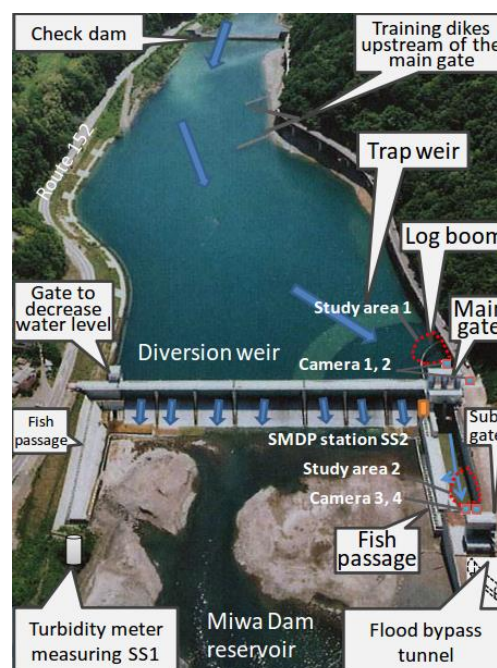 Check dam
Training dikes
upstream of the
main gate
Route 152
Trap weir
Log boom
Study area 1
Main
gate
Gate to
decrease
water level
Diversion weir
Camera 1, 2
Fish
passage
SMDP station SS2
Sub
gate
Study area 2
Camera 3, 4
Fish
passage
Turbidity meter
measuring SS1
Miwa Dam
reservoir
Flood bypass
tunnel